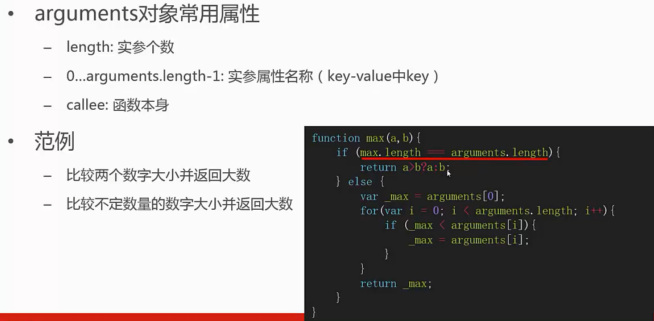 • arguments对象常用属性
– length: 实参个数
– 0...arguments.length-1: 实参属性名称（key-value中key）
– callee: 函数本身
• 范例
– 比较两个数字大小并返回大数
– 比较不定数量的数字大小并返回大数
function max(a,b){
if (max.length === arguments.length){
return a>b?a:b;
} else {
var _max = arguments[0];
for(var i = 0; i < arguments.length; i++){
if (_max < arguments[i]){
_max = arguments[i];
}
}
return _max;
}
}